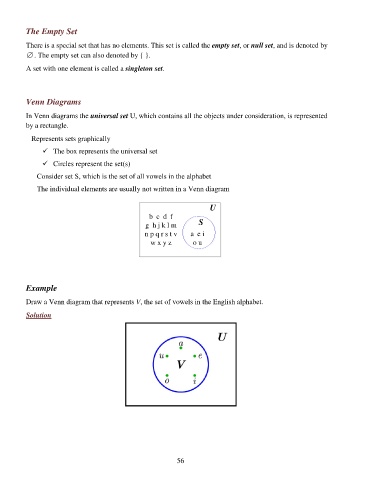 The Empty Set
There is a special set that has no elements. This set is called the empty set, or null set, and is denoted by
∅. The empty set can also denoted by { }.
A set with one element is called a singleton set.
Venn Diagrams
In Venn diagrams the universal set U, which contains all the objects under consideration, is represented
by a rectangle.
Represents sets graphically
✓ The box represents the universal set
✓ Circles represent the set(s)
Consider set S, which is the set of all vowels in the alphabet
The individual elements are usually not written in a Venn diagram
U
b c d f
g h j k l m
S
n p q r s t v
a e i
w x y z
o u
Example
Draw a Venn diagram that represents V, the set of vowels in the English alphabet.
Solution
U
a
u
e
V
o
i
56